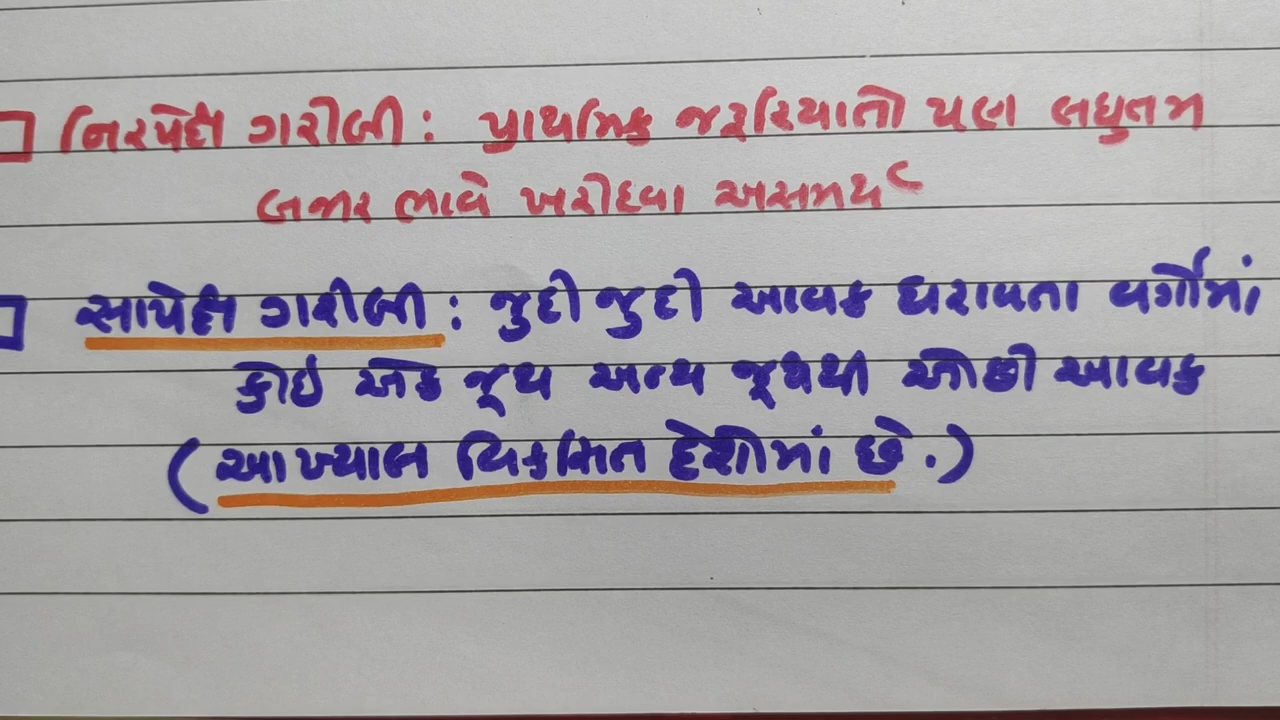 નિરપેક્ષ ગરીબી : પ્રાથમિક જરૂરિયાતો પણ લઘુતમ
બજાર ભાવે ખરીદવા અસમર્થ
સાપેક્ષ ગરીબી : જુદી જુદી આવક ધરાવતા વર્ગોમાં
કોઇ એક જૂથ અન્ય જૂથથી ઓછી આવક
(આ ખ્યાલ વિકસિત દેશોમાં છે.)